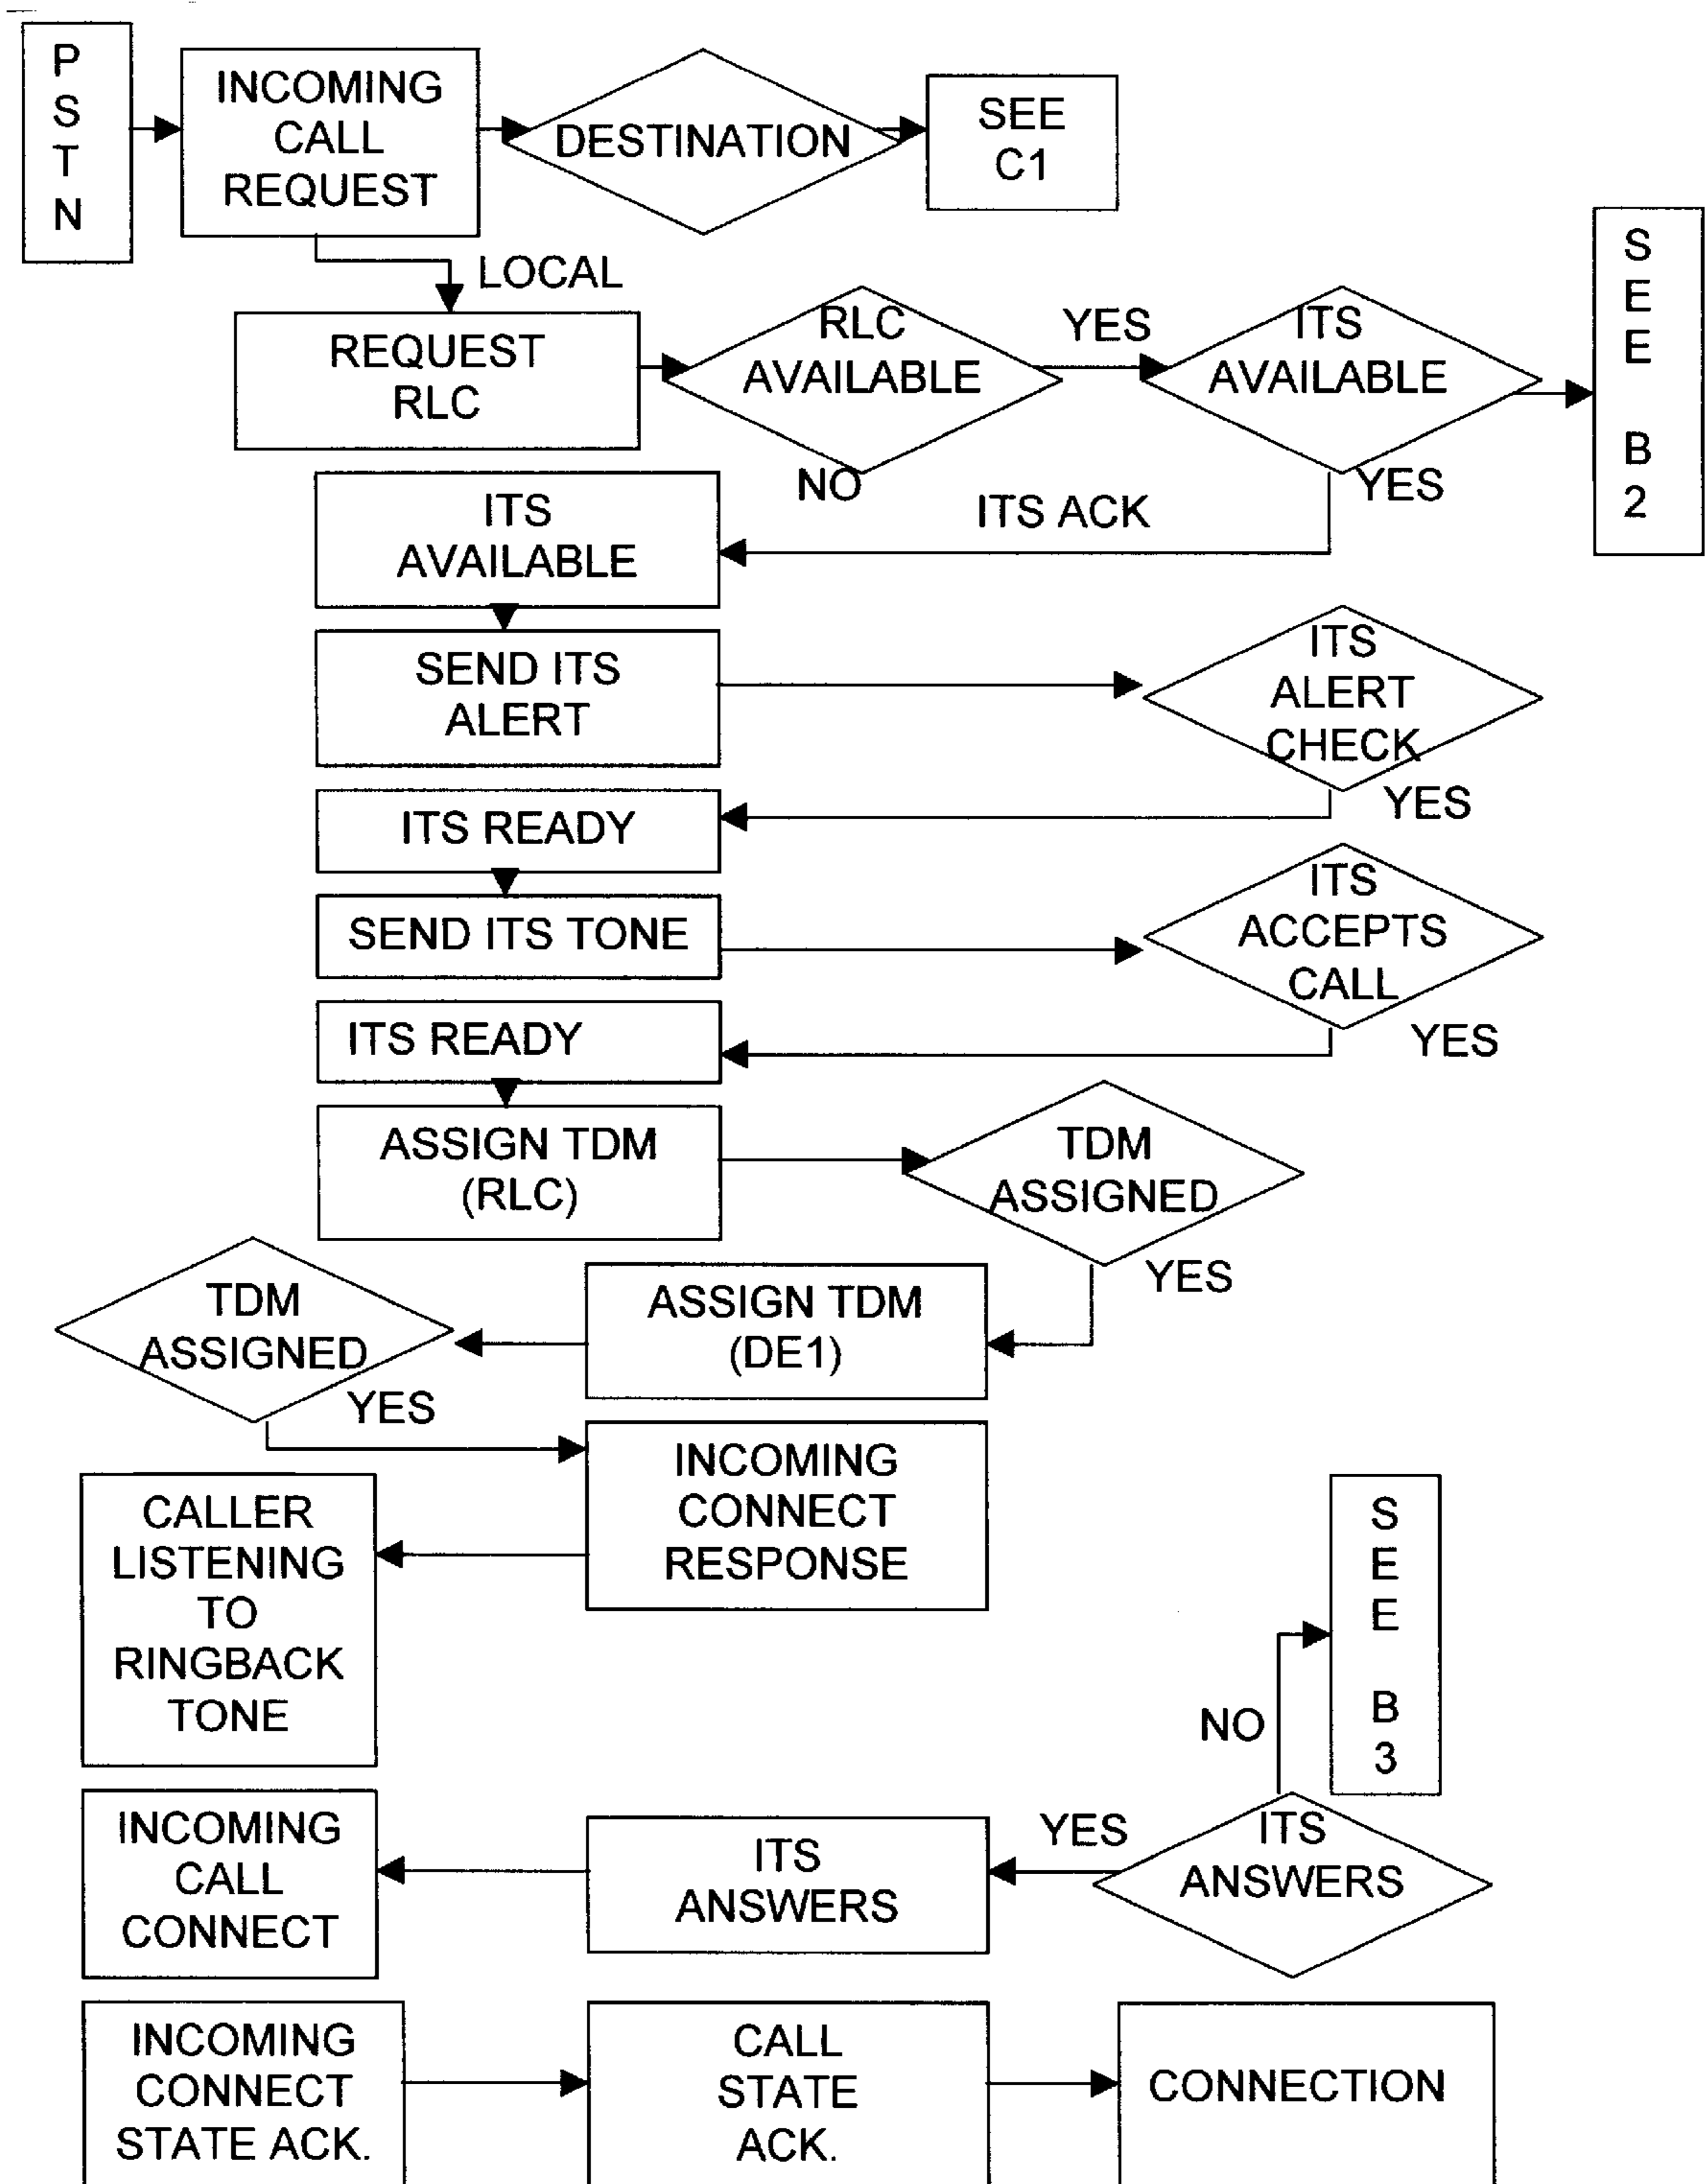 P
S
T
N
INCOMING
CALL
REQUEST
DESTINATION
SEE
C1
LOCAL
REQUEST
RLC
RLC
AVAILABLE
YES
NO
ITS
AVAILABLE
YES
S
E
E
B
2
ITS ACK
ITS
AVAILABLE
SEND ITS
ALERT
ITS
ALERT
CHECK
YES
ITS READY
SEND ITS TONE
ITS
ACCEPTS
CALL
YES
ITS READY
ASSIGN TDM
(RLC)
TDM
ASSIGNED
YES
ASSIGN TDM
(DE1)
TDM
ASSIGNED
YES
INCOMING
CONNECT
RESPONSE
CALLER
LISTENING
TO
RINGBACK
TONE
S
E
E
B
3
NO
ITS
ANSWERS
YES
ITS
ANSWERS
INCOMING
CALL
CONNECT
INCOMING
CONNECT
STATE ACK.
CALL
STATE
ACK.
CONNECTION